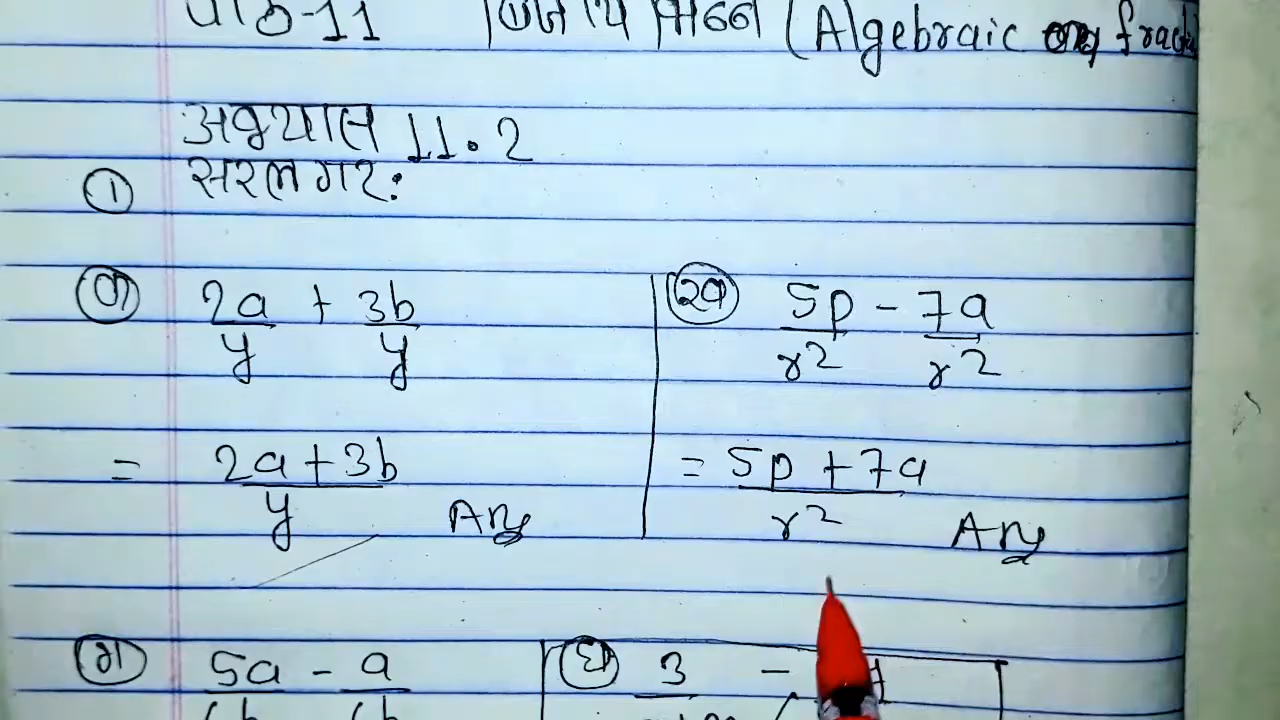 पाठ-11 बिजीय भिन्न (Algebraic
अभ्यास 11.2
① सरल गर:
क 2a/y + 3b/y
= (2a+3b)/y Ans
ख 5p/r² - 7a/r²
= (5p+7a)/r² Ans
ग 5a - a
घ 3 -